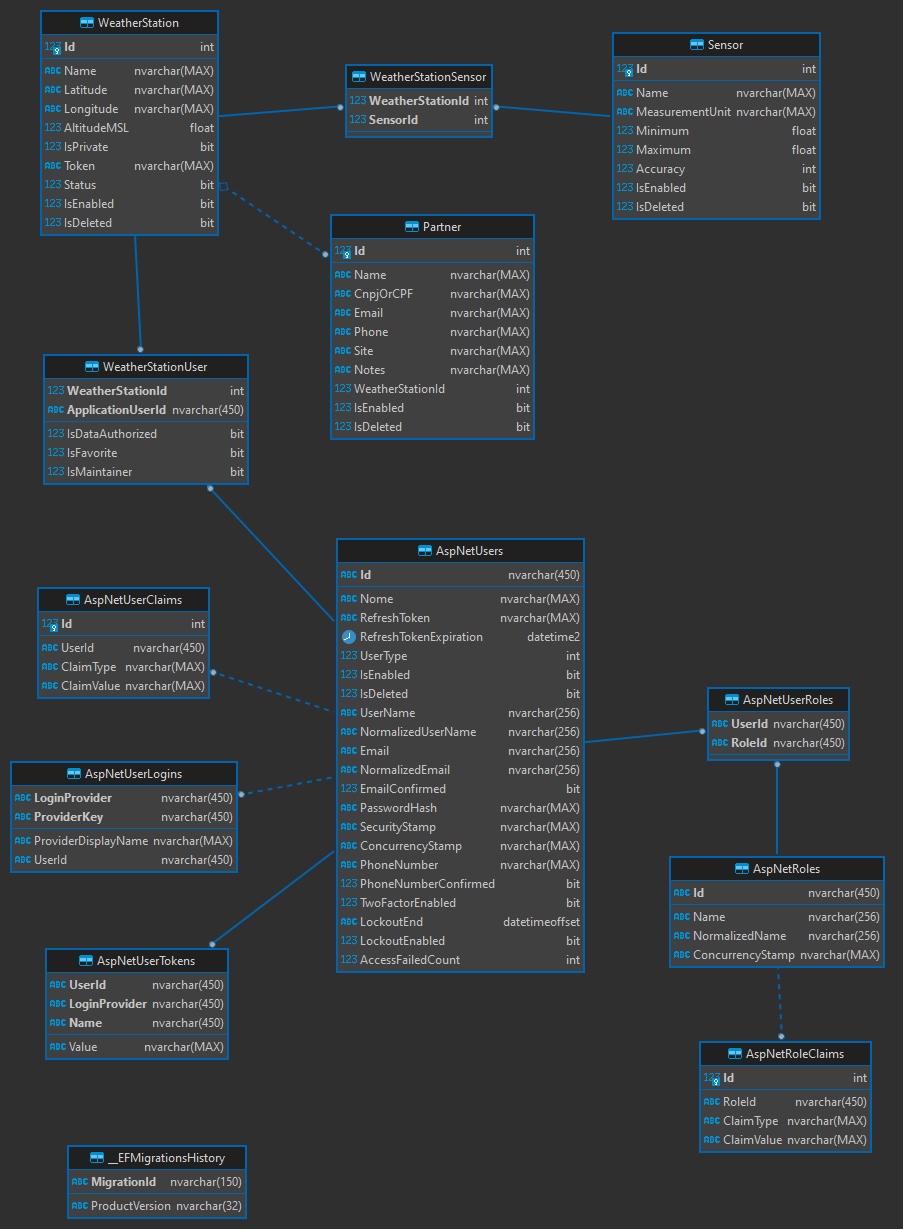 WeatherStation
123 Id int
ABC Name nvarchar(MAX)
ABC Latitude nvarchar(MAX)
ABC Longitude nvarchar(MAX)
123 AltitudeMSL float
123 IsPrivate bit
ABC Token nvarchar(MAX)
123 Status bit
123 IsEnabled bit
123 IsDeleted bit
WeatherStationSensor
123 WeatherStationId int
123 SensorId int
Sensor
123 Id int
ABC Name nvarchar(MAX)
ABC MeasurementUnit nvarchar(MAX)
123 Minimum float
123 Maximum float
123 Accuracy int
123 IsEnabled bit
123 IsDeleted bit
Partner
123 Id int
ABC Name nvarchar(MAX)
ABC CnpjOrCPF nvarchar(MAX)
ABC Email nvarchar(MAX)
ABC Phone nvarchar(MAX)
ABC Site nvarchar(MAX)
ABC Notes nvarchar(MAX)
123 WeatherStationId int
123 IsEnabled bit
123 IsDeleted bit
WeatherStationUser
123 WeatherStationId int
ABC ApplicationUserId nvarchar(450)
123 IsDataAuthorized bit
123 IsFavorite bit
123 IsMaintainer bit
AspNetUsers
ABC Id nvarchar(450)
ABC Nome nvarchar(MAX)
ABC RefreshToken nvarchar(MAX)
RefreshTokenExpiration datetime2
123 UserType int
123 IsEnabled bit
123 IsDeleted bit
ABC UserName nvarchar(256)
ABC NormalizedUserName nvarchar(256)
ABC Email nvarchar(256)
ABC NormalizedEmail nvarchar(256)
123 EmailConfirmed bit
ABC PasswordHash nvarchar(MAX)
ABC SecurityStamp nvarchar(MAX)
ABC ConcurrencyStamp nvarchar(MAX)
ABC PhoneNumber nvarchar(MAX)
123 PhoneNumberConfirmed bit
123 TwoFactorEnabled bit
ABC LockoutEnd datetimeoffset
123 LockoutEnabled bit
123 AccessFailedCount int
AspNetUserClaims
123 Id int
ABC UserId nvarchar(450)
ABC ClaimType nvarchar(MAX)
ABC ClaimValue nvarchar(MAX)
AspNetUserRoles
ABC UserId nvarchar(450)
ABC RoleId nvarchar(450)
AspNetUserLogins
ABC LoginProvider nvarchar(450)
ABC ProviderKey nvarchar(450)
ABC ProviderDisplayName nvarchar(MAX)
ABC UserId nvarchar(450)
AspNetRoles
ABC Id nvarchar(450)
ABC Name nvarchar(256)
ABC NormalizedName nvarchar(256)
ABC ConcurrencyStamp nvarchar(MAX)
AspNetUserTokens
ABC UserId nvarchar(450)
ABC LoginProvider nvarchar(450)
ABC Name nvarchar(450)
ABC Value nvarchar(MAX)
AspNetRoleClaims
123 Id int
ABC RoleId nvarchar(450)
ABC ClaimType nvarchar(MAX)
ABC ClaimValue nvarchar(MAX)
__EFMigrationsHistory
ABC MigrationId nvarchar(150)
ABC ProductVersion nvarchar(32)